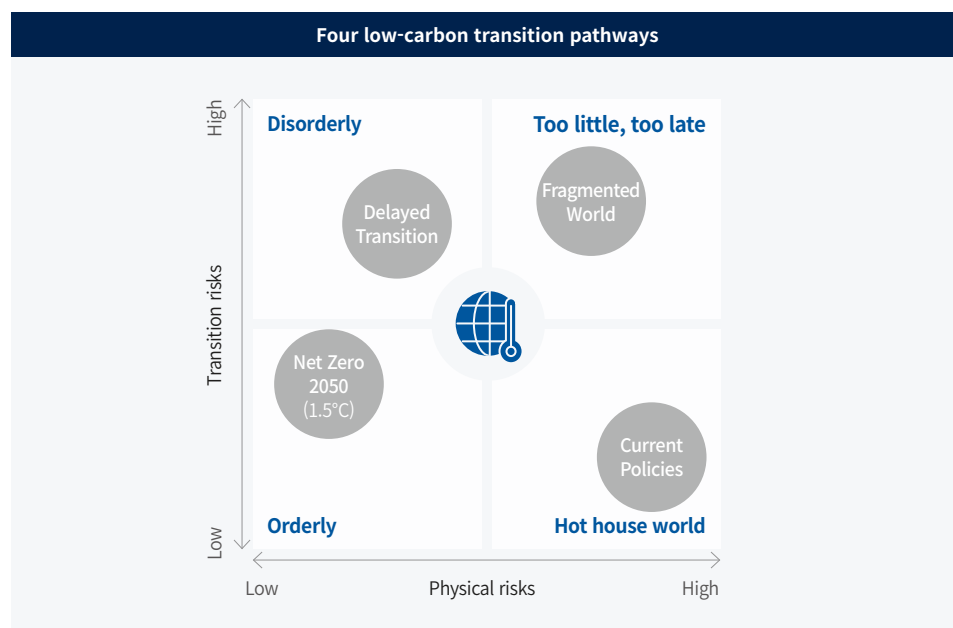 Four low-carbon transition pathways
High
Disorderly
Too little, too late
Delayed
Transition
Fragmented
World
Transition risks
Net Zero
2050
(1.5°C)
Current
Policies
Orderly
Hot house world
Low
Low
Physical risks
High